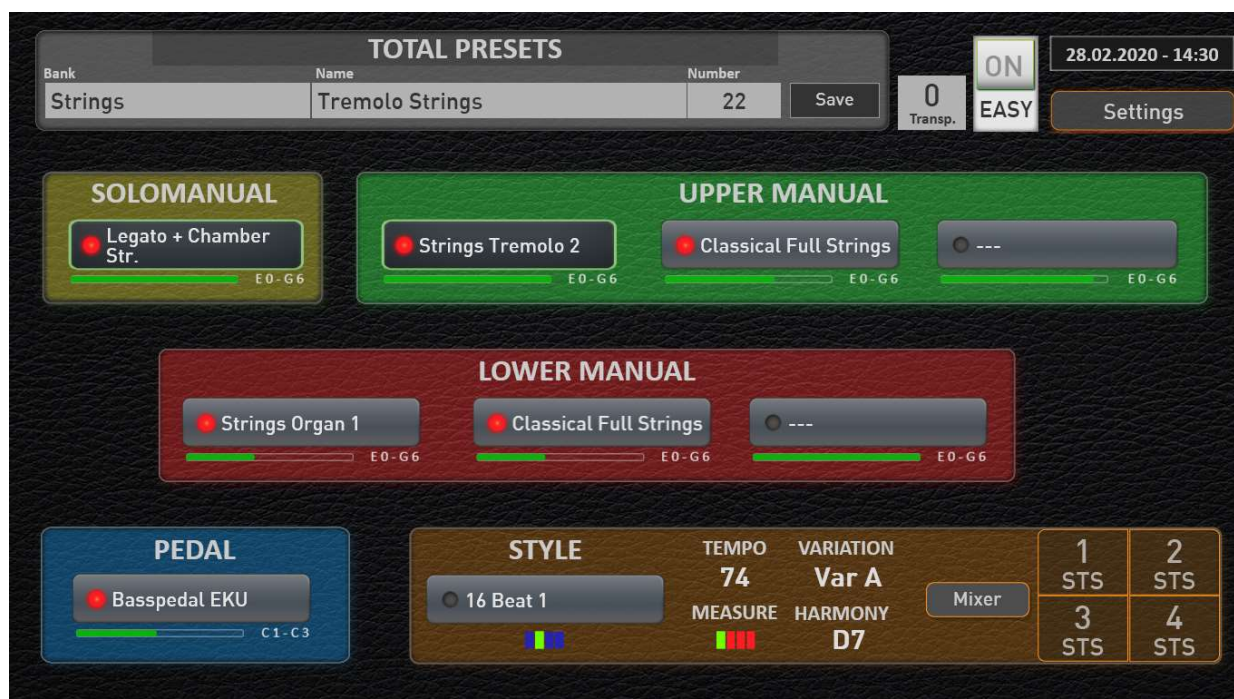 TOTAL PRESETS
Bank Name Number
Strings Tremolo Strings 22 Save
0
Transp.
ON
EASY
28.02.2020 - 14:30
Settings
SOLOMANUAL
Legato + Chamber
Str.
E0-G6
UPPER MANUAL
Strings Tremolo 2 Classical Full Strings ---
E0-G6 E0-G6 E0-G6
LOWER MANUAL
Strings Organ 1 Classical Full Strings ---
E0-G6 E0-G6 E0-G6
PEDAL
Basspedal EKU
C1-C3
STYLE
16 Beat 1
TEMPO VARIATION
74 Var A
MEASURE HARMONY
D7
Mixer
1 2
STS STS
3 4
STS STS